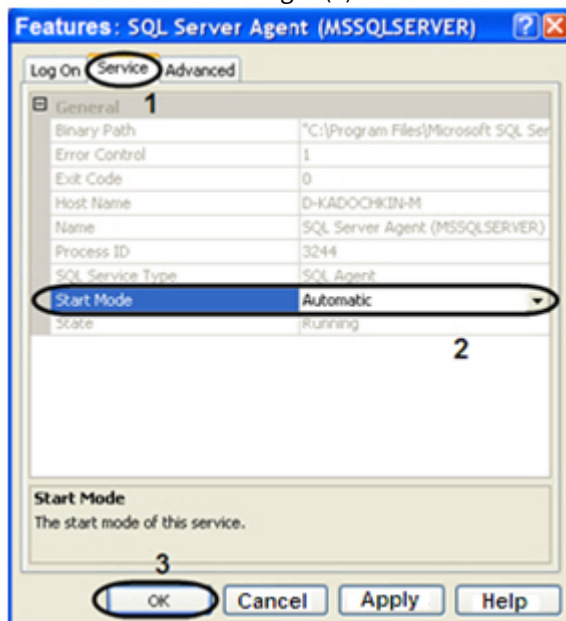 Features: SQL Server Agent (MSSQLSERVER)
Log On Service Advanced
1
General
Binary Path "C:\Program Files\Microsoft SQL Ser
Error Control 1
Exit Code 0
Host Name D-KADOCHKIN-M
Name SQL Server Agent (MSSQLSERVER)
Process ID 3244
SQL Service Type SQL Agent
Start Mode Automatic
State Running
2
Start Mode
The start mode of this service.
3
OK Cancel Apply Help